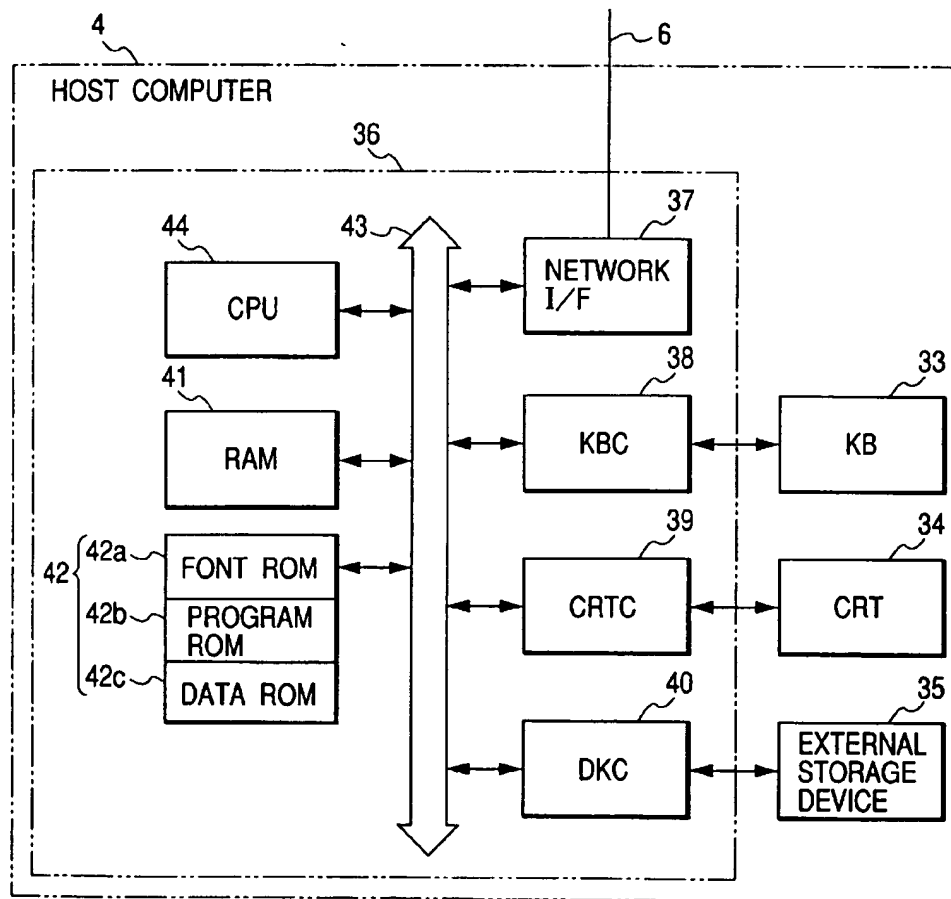 4
6
HOST COMPUTER
36
44
43
37
CPU
NETWORK
I/F
41
38
33
RAM
KBC
KB
42
42a
FONT ROM
39
34
42b
PROGRAM
ROM
CRTC
CRT
42c
DATA ROM
40
35
DKC
EXTERNAL
STORAGE
DEVICE